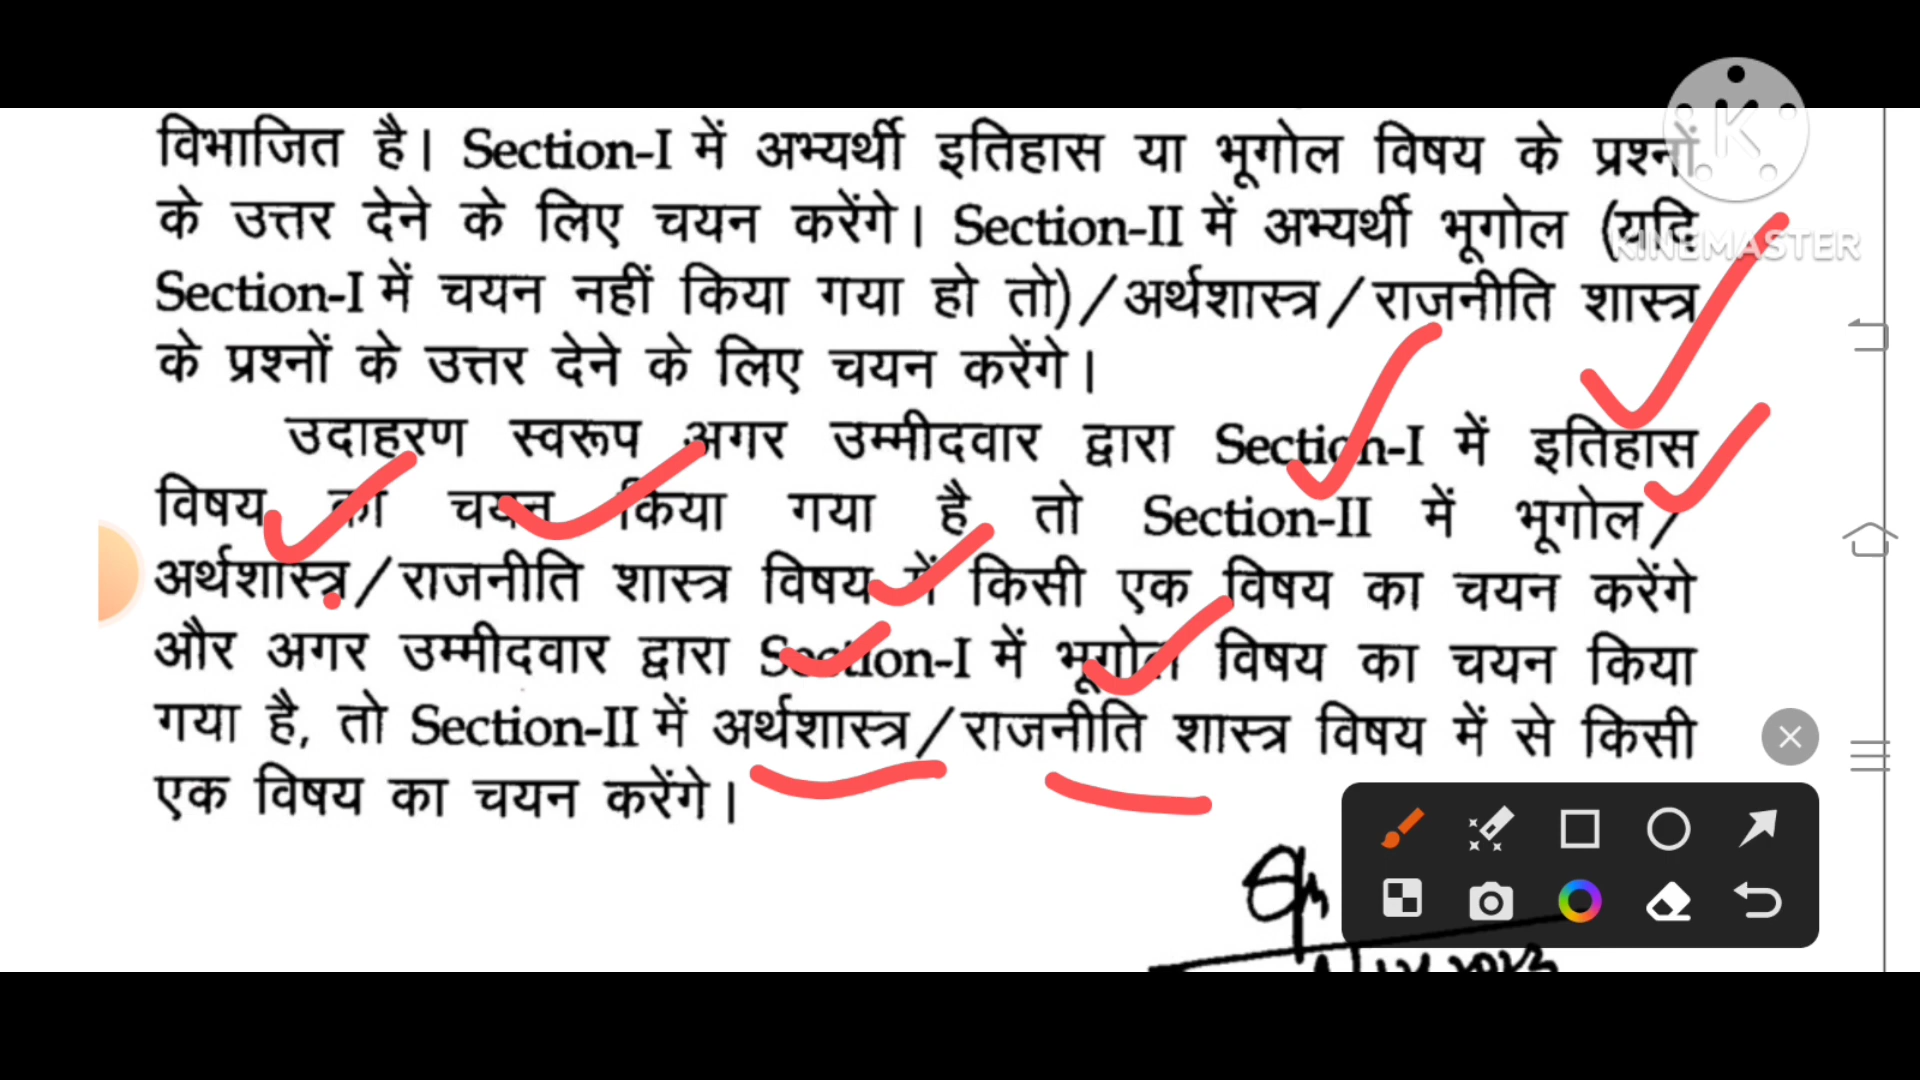 विभाजित है। Section-I में अभ्यर्थी इतिहास या भूगोल विषय के प्रश्नों
के उत्तर देने के लिए चयन करेंगे। Section-II में अभ्यर्थी भूगोल (यदि
KINEMASTER
Section-I में चयन नहीं किया गया हो तो)/अर्थशास्त्र/राजनीति शास्त्र
के प्रश्नों के उत्तर देने के लिए चयन करेंगे।
उदाहरण स्वरूप अगर उम्मीदवार द्वारा Section-I में इतिहास
विषय का चयन किया गया है तो Section-II में भूगोल/
अर्थशास्त्र/राजनीति शास्त्र विषय में किसी एक विषय का चयन करेंगे
और अगर उम्मीदवार द्वारा Section-I में भूगोल विषय का चयन किया
गया है, तो Section-II में अर्थशास्त्र/राजनीति शास्त्र विषय में से किसी
एक विषय का चयन करेंगे।